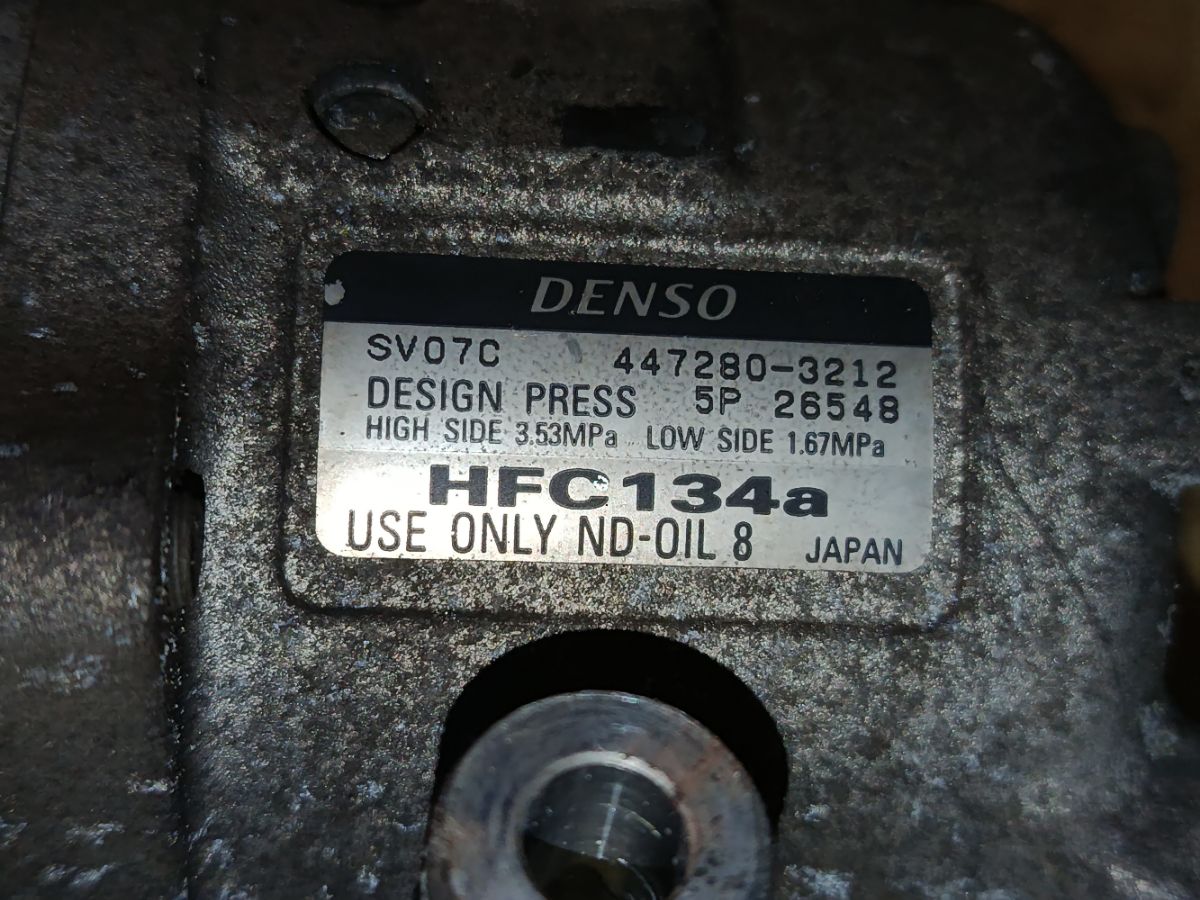 DENSO
SV07C 447280-3212
DESIGN PRESS 5P 26548
HIGH SIDE 3.53MPa LOW SIDE 1.67MPa
HFC134a
USE ONLY ND-OIL 8 JAPAN